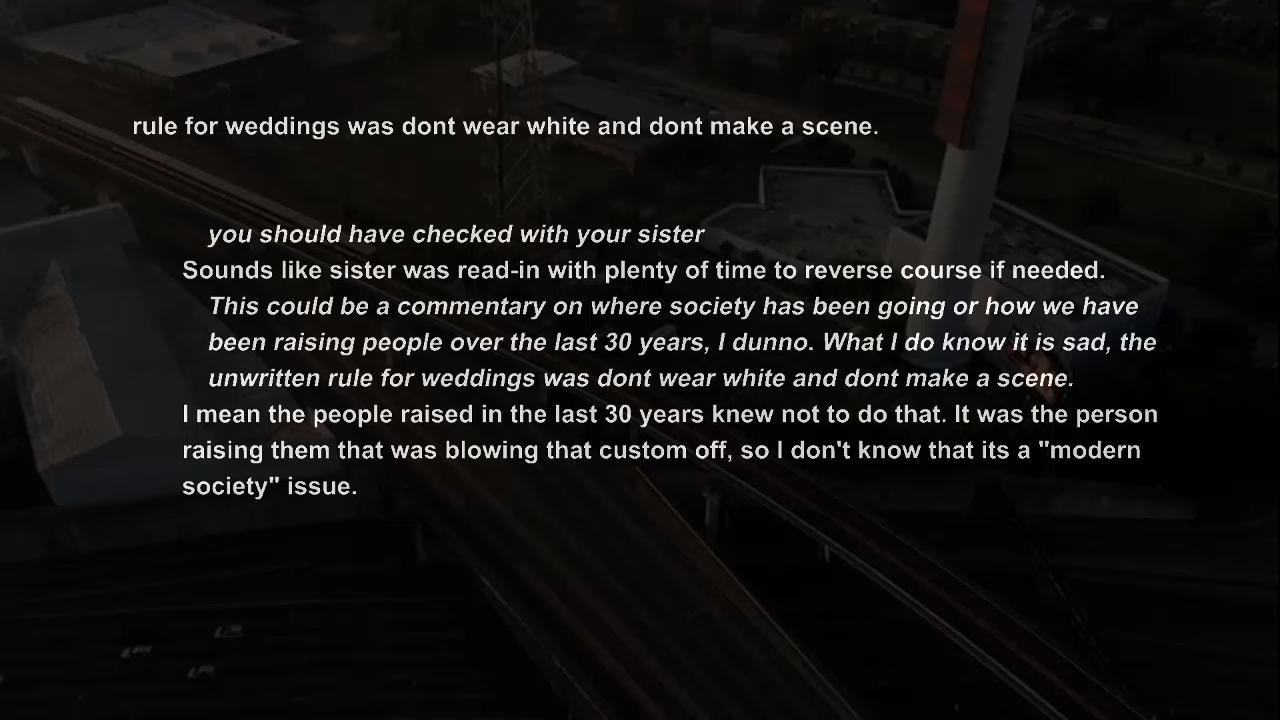 rule for weddings was dont wear white and dont make a scene.
you should have checked with your sister
Sounds like sister was read-in with plenty of time to reverse course if needed.
This could be a commentary on where society has been going or how we have
been raising people over the last 30 years, I dunno. What I do know it is sad, the
unwritten rule for weddings was dont wear white and dont make a scene.
I mean the people raised in the last 30 years knew not to do that. It was the person
raising them that was blowing that custom off, so I don't know that its a "modern
society" issue.